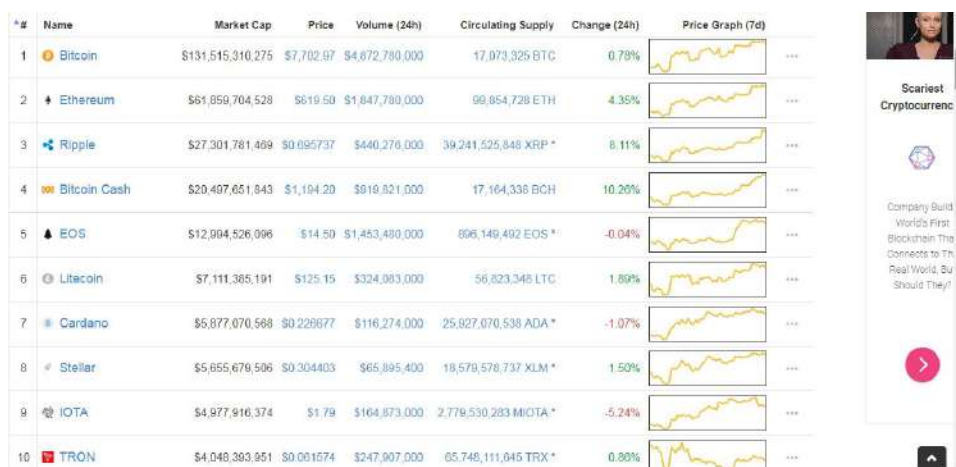 # Name Market Cap Price Volume (24h) Circulating Supply Change (24h) Price Graph (7d)
1 Bitcoin $131,515,310,275 $7,702.97 $4,872,780,000 17,073,325 BTC 0.78%
2 Ethereum $61,859,704,528 $619.50 $1,847,780,000 99,854,728 ETH 4.35%
3 Ripple $27,301,781,469 $0.695737 $440,276,000 39,241,525,848 XRP * 8.11%
4 Bitcoin Cash $20,497,651,843 $1,194.20 $919,821,000 17,164,338 BCH 10.26%
5 EOS $12,994,526,096 $14.50 $1,453,480,000 896,149,492 EOS * -0.04%
6 Litecoin $7,111,365,191 $125.15 $324,083,000 56,823,348 LTC 1.89%
7 Cardano $5,877,070,568 $0.226677 $116,274,000 25,927,070,538 ADA * -1.07%
8 Stellar $5,655,679,506 $0.304403 $65,895,400 18,579,578,737 XLM * 1.50%
9 IOTA $4,977,916,374 $1.79 $164,873,000 2,779,530,283 MIOTA * -5.24%
10 TRON $4,048,393,951 $0.061574 $247,907,000 65,748,111,645 TRX * 0.86%
Scariest
Cryptocurrenc
Company Build
World's First
Blockchain Tha
Connects to Th
Real World, Bu
Should They?